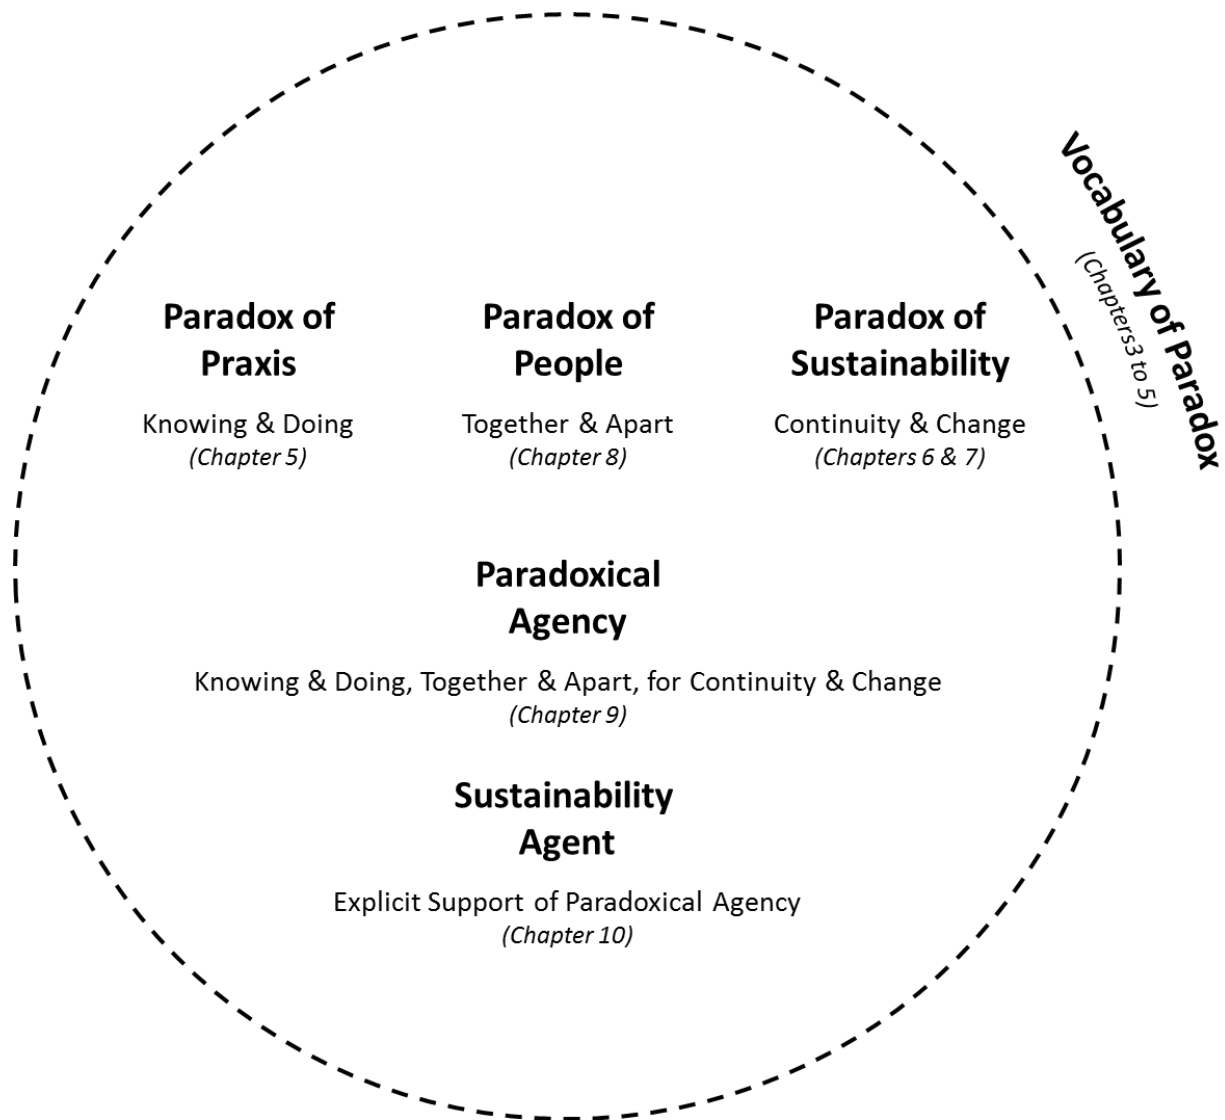 Vocabulary of Paradox
(Chapters3 to 5)
Paradox of
Praxis
Knowing & Doing
(Chapter 5)
Paradox of
People
Together & Apart
(Chapter 8)
Paradox of
Sustainability
Continuity & Change
(Chapters 6 & 7)
Paradoxical
Agency
Knowing & Doing, Together & Apart, for Continuity & Change
(Chapter 9)
Sustainability
Agent
Explicit Support of Paradoxical Agency
(Chapter 10)